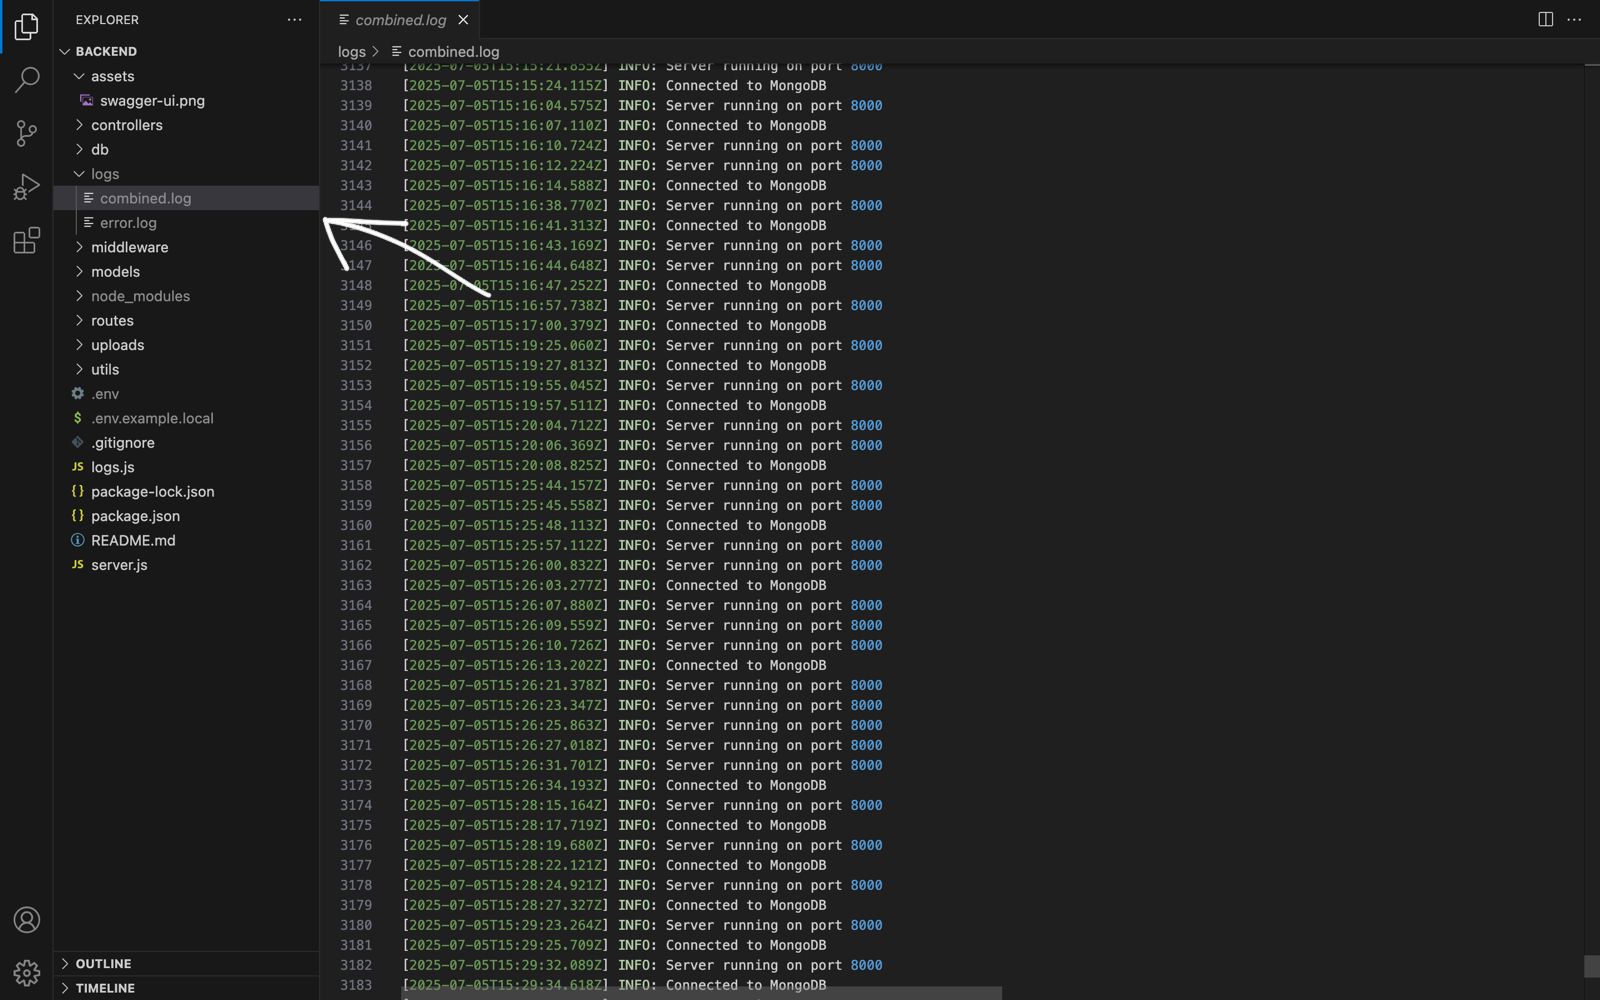 EXPLORER
BACKEND
assets
swagger-ui.png
controllers
db
logs
combined.log
error.log
middleware
models
node_modules
routes
uploads
utils
.env
$ .env.example.local
.gitignore
JS logs.js
{} package-lock.json
{} package.json
README.md
JS server.js
OUTLINE
TIMELINE
combined.log
logs > combined.log
3137 [2025-07-05T15:15:21.855Z] INFO: Server running on port 8000
3138 [2025-07-05T15:15:24.115Z] INFO: Connected to MongoDB
3139 [2025-07-05T15:16:04.575Z] INFO: Server running on port 8000
3140 [2025-07-05T15:16:07.110Z] INFO: Connected to MongoDB
3141 [2025-07-05T15:16:10.724Z] INFO: Server running on port 8000
3142 [2025-07-05T15:16:12.224Z] INFO: Server running on port 8000
3143 [2025-07-05T15:16:14.588Z] INFO: Connected to MongoDB
3144 [2025-07-05T15:16:38.770Z] INFO: Server running on port 8000
[2025-07-05T15:16:41.313Z] INFO: Connected to MongoDB
3146 [2025-07-05T15:16:43.169Z] INFO: Server running on port 8000
3147 [2025-07-05T15:16:44.648Z] INFO: Server running on port 8000
3148 [2025-07-05T15:16:47.252Z] INFO: Connected to MongoDB
3149 [2025-07-05T15:16:57.738Z] INFO: Server running on port 8000
3150 [2025-07-05T15:17:00.379Z] INFO: Connected to MongoDB
3151 [2025-07-05T15:19:25.060Z] INFO: Server running on port 8000
3152 [2025-07-05T15:19:27.813Z] INFO: Connected to MongoDB
3153 [2025-07-05T15:19:55.045Z] INFO: Server running on port 8000
3154 [2025-07-05T15:19:57.511Z] INFO: Connected to MongoDB
3155 [2025-07-05T15:20:04.712Z] INFO: Server running on port 8000
3156 [2025-07-05T15:20:06.369Z] INFO: Server running on port 8000
3157 [2025-07-05T15:20:08.825Z] INFO: Connected to MongoDB
3158 [2025-07-05T15:25:44.157Z] INFO: Server running on port 8000
3159 [2025-07-05T15:25:45.558Z] INFO: Server running on port 8000
3160 [2025-07-05T15:25:48.113Z] INFO: Connected to MongoDB
3161 [2025-07-05T15:25:57.112Z] INFO: Server running on port 8000
3162 [2025-07-05T15:26:00.832Z] INFO: Server running on port 8000
3163 [2025-07-05T15:26:03.277Z] INFO: Connected to MongoDB
3164 [2025-07-05T15:26:07.880Z] INFO: Server running on port 8000
3165 [2025-07-05T15:26:09.559Z] INFO: Server running on port 8000
3166 [2025-07-05T15:26:10.726Z] INFO: Server running on port 8000
3167 [2025-07-05T15:26:13.202Z] INFO: Connected to MongoDB
3168 [2025-07-05T15:26:21.378Z] INFO: Server running on port 8000
3169 [2025-07-05T15:26:23.347Z] INFO: Server running on port 8000
3170 [2025-07-05T15:26:25.863Z] INFO: Server running on port 8000
3171 [2025-07-05T15:26:27.018Z] INFO: Server running on port 8000
3172 [2025-07-05T15:26:31.701Z] INFO: Server running on port 8000
3173 [2025-07-05T15:26:34.193Z] INFO: Connected to MongoDB
3174 [2025-07-05T15:28:15.164Z] INFO: Server running on port 8000
3175 [2025-07-05T15:28:17.719Z] INFO: Connected to MongoDB
3176 [2025-07-05T15:28:19.680Z] INFO: Server running on port 8000
3177 [2025-07-05T15:28:22.121Z] INFO: Connected to MongoDB
3178 [2025-07-05T15:28:24.921Z] INFO: Server running on port 8000
3179 [2025-07-05T15:28:27.327Z] INFO: Connected to MongoDB
3180 [2025-07-05T15:29:23.264Z] INFO: Server running on port 8000
3181 [2025-07-05T15:29:25.709Z] INFO: Connected to MongoDB
3182 [2025-07-05T15:29:32.089Z] INFO: Server running on port 8000
3183 [2025-07-05T15:29:34.618Z] INFO: Connected to MongoDB